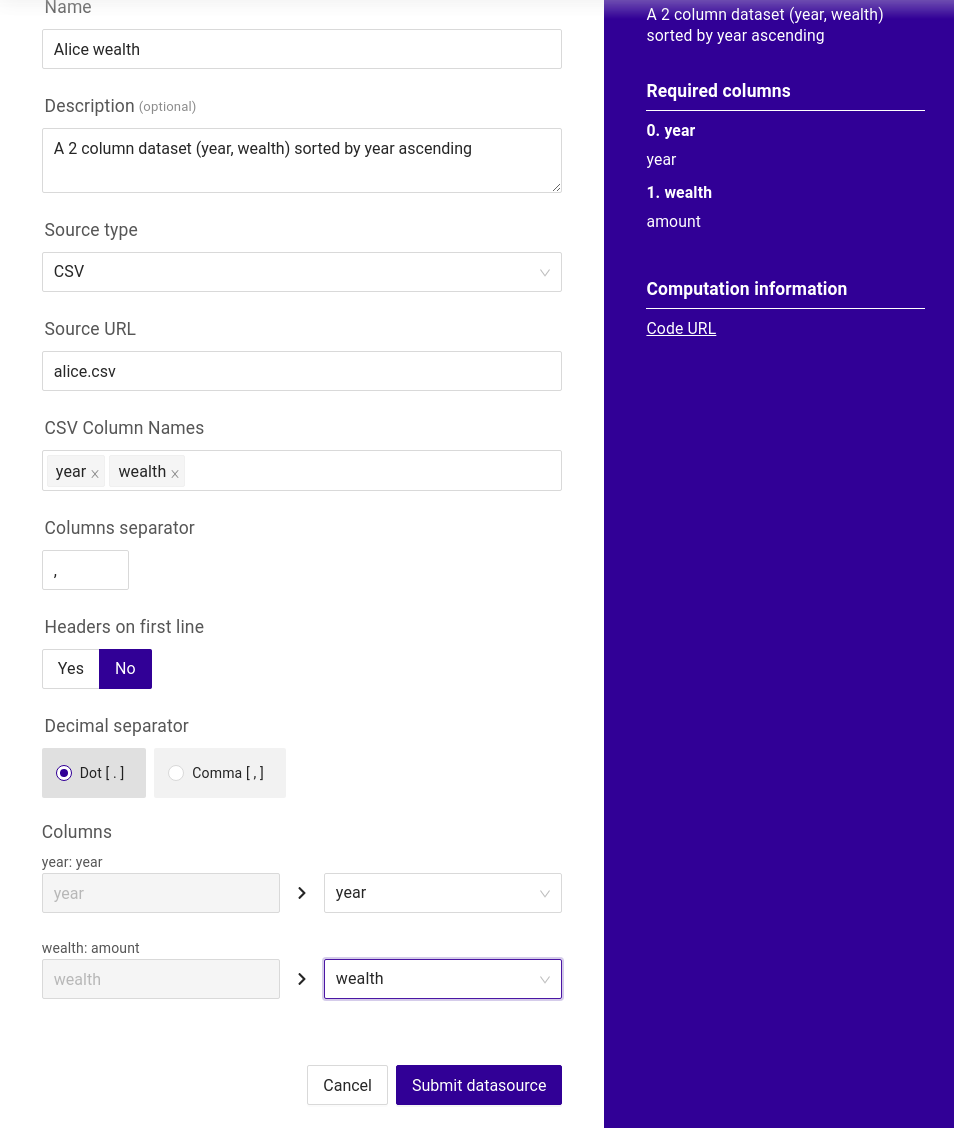 Name
Alice wealth
Description (optional)
A 2 column dataset (year, wealth) sorted by year ascending
Source type
CSV
Source URL
alice.csv
CSV Column Names
year x wealth x
Columns separator
,
Headers on first line
Yes No
Decimal separator
Dot [ . ] Comma [ , ]
Columns
year: year
year year
wealth: amount
wealth wealth
Cancel Submit datasource
A 2 column dataset (year, wealth)
sorted by year ascending
Required columns
0. year
year
1. wealth
amount
Computation information
Code URL